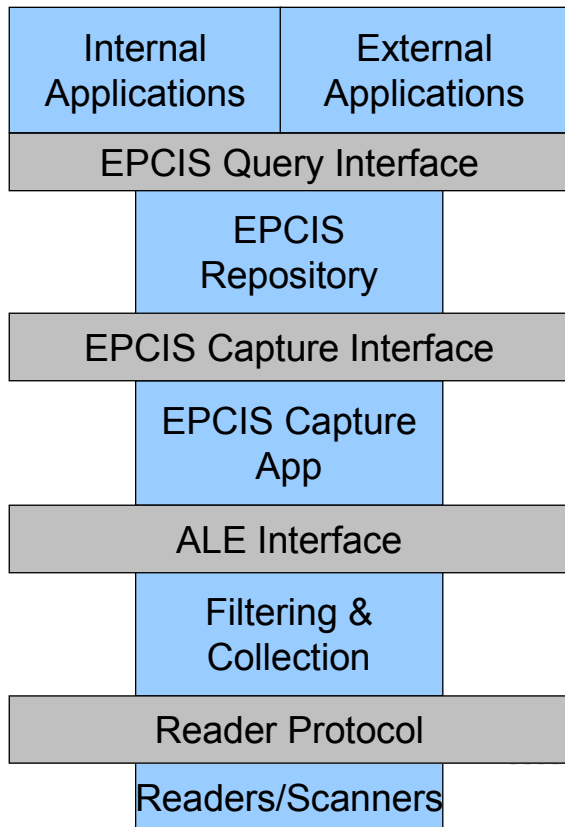 Internal
Applications
External
Applications
EPCIS Query Interface
EPCIS
Repository
EPCIS Capture Interface
EPCIS Capture
App
ALE Interface
Filtering &
Collection
Reader Protocol
Readers/Scanners